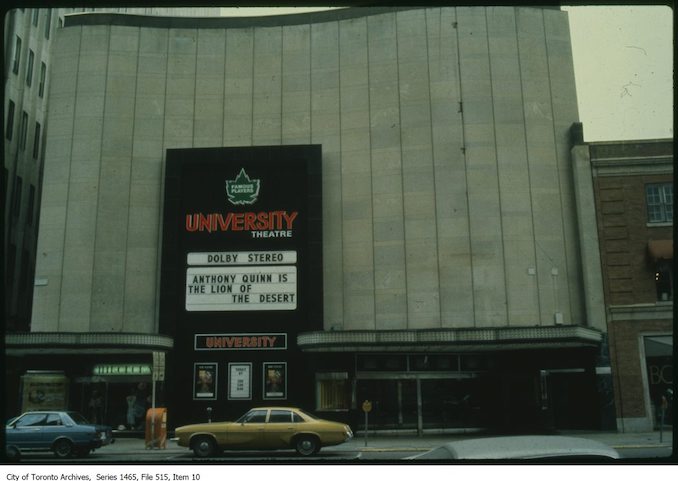 FAMOUS
PLAYERS
UNIVERSITY
THEATRE
DOLBY STEREO
ANTHONY QUINN IS
THE LION OF
THE DESERT
UNIVERSITY
City of Toronto Archives, Series 1465, File 515, Item 10